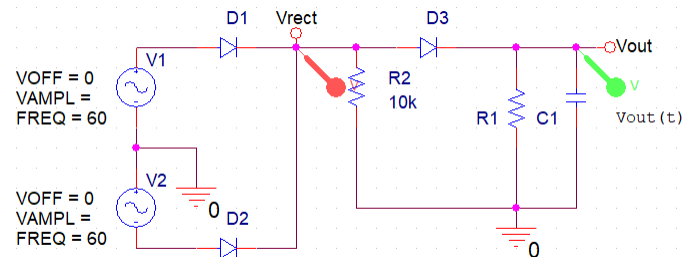 D1
Vrect
D3
V1
Vout
VOFF = 0
VAMPL =
FREQ = 60
V
R2
10k
V
R1
C1
Vout(t)
V2
0
VOFF = 0
VAMPL =
FREQ = 60
D2
0